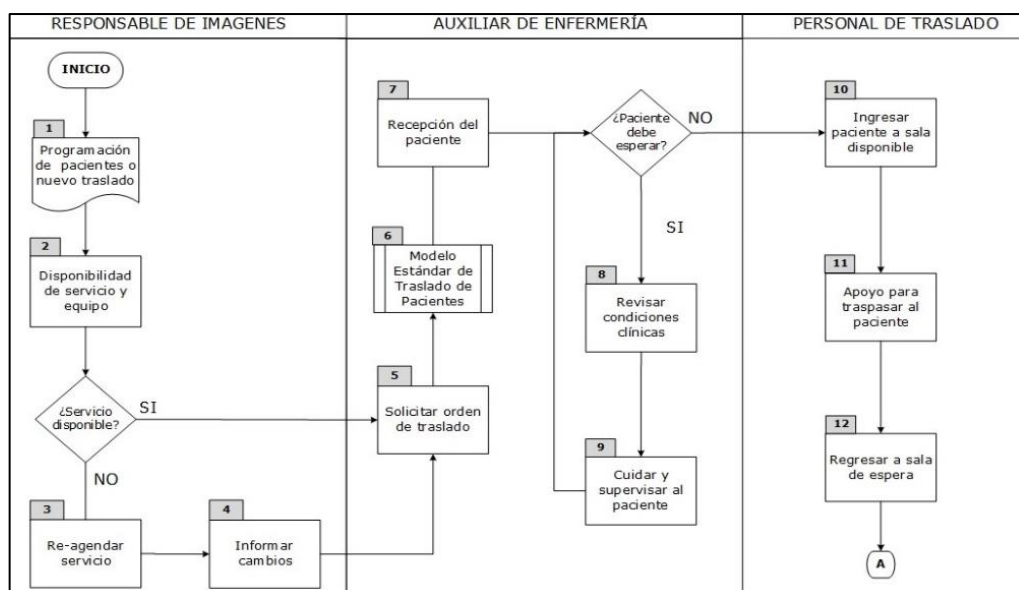 RESPONSABLE DE IMAGENES
AUXILIAR DE ENFERMERÍA
PERSONAL DE TRASLADO
INICIO
1
Programación
de pacientes o
nuevo traslado
2
Disponibilidad
de servicio y
equipo
¿Servicio
disponible?
SI
NO
3
Re-agendar
servicio
4
Informar
cambios
5
Solicitar orden
de traslado
6
Modelo
Estándar de
Traslado de
Pacientes
7
Recepción del
paciente
¿Paciente
debe
esperar?
NO
SI
8
Revisar
condiciones
clínicas
9
Cuidar y
supervisar al
paciente
10
Ingresar
paciente a sala
disponible
11
Apoyo para
traspasar al
paciente
12
Regresar a sala
de espera
A